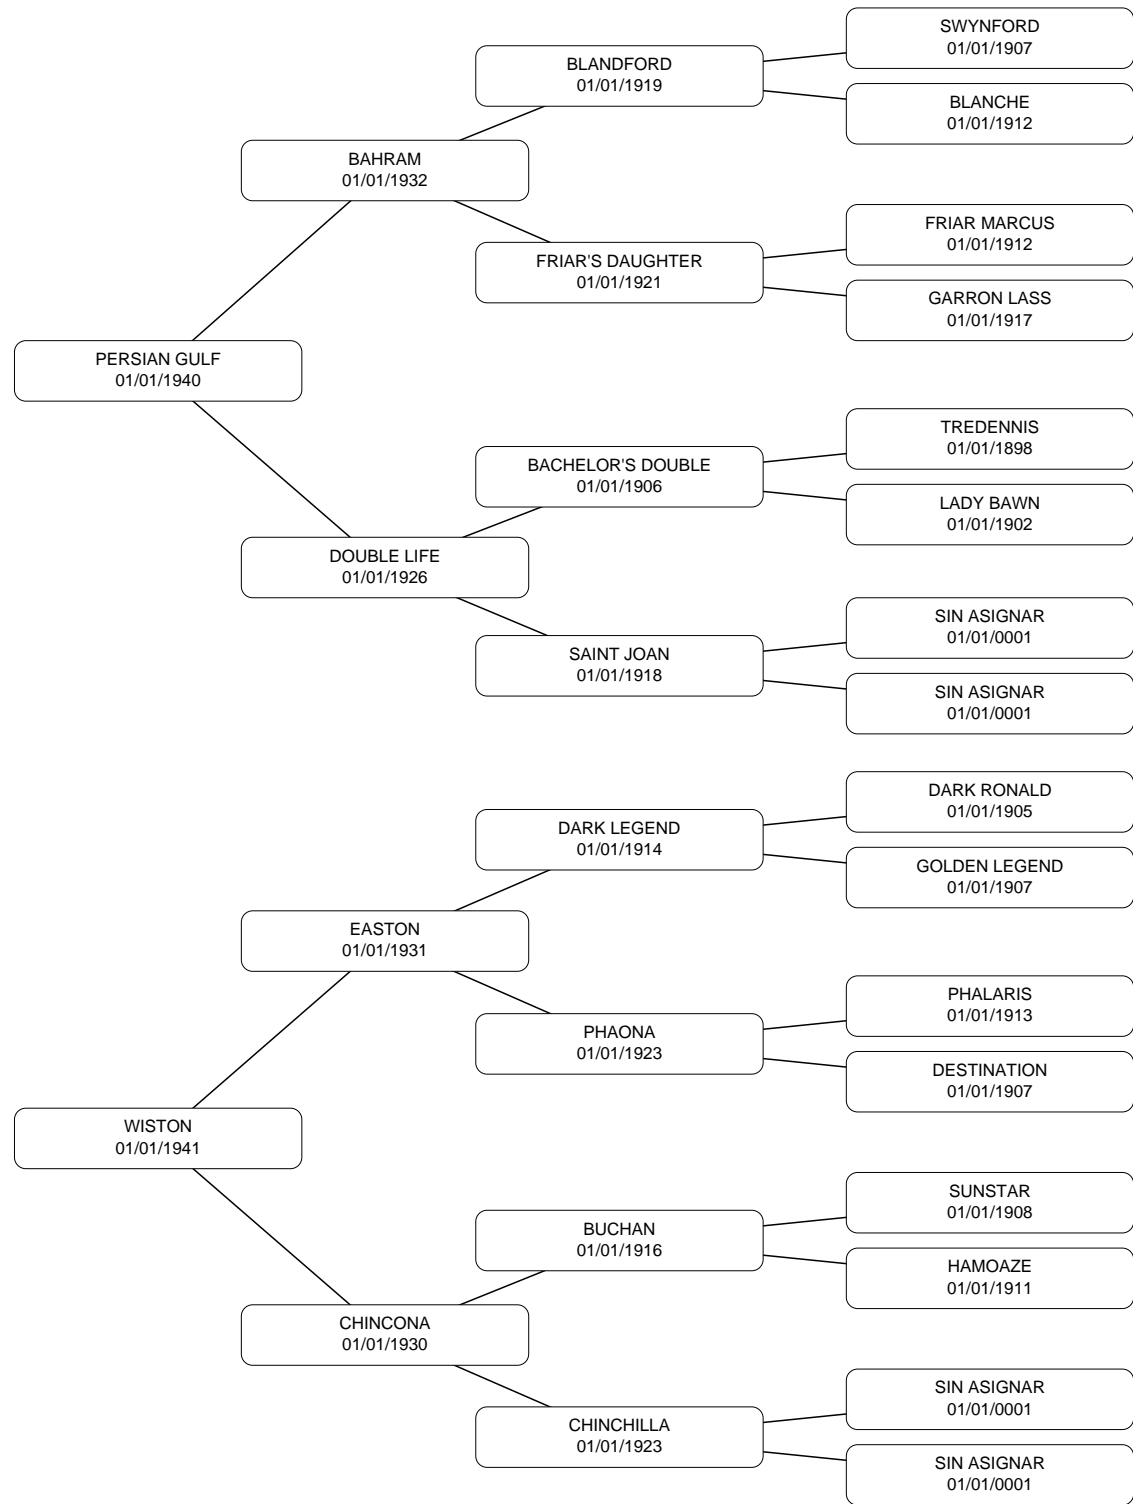 SWYNFORD
01/01/1907
BLANDFORD
01/01/1919
BLANCHE
01/01/1912
BAHRAM
01/01/1932
FRIAR MARCUS
01/01/1912
FRIAR'S DAUGHTER
01/01/1921
GARRON LASS
01/01/1917
PERSIAN GULF
01/01/1940
TREDENNIS
01/01/1898
BACHELOR'S DOUBLE
01/01/1906
LADY BAWN
01/01/1902
DOUBLE LIFE
01/01/1926
SIN ASIGNAR
01/01/0001
SAINT JOAN
01/01/1918
SIN ASIGNAR
01/01/0001
DARK RONALD
01/01/1905
DARK LEGEND
01/01/1914
GOLDEN LEGEND
01/01/1907
EASTON
01/01/1931
PHALARIS
01/01/1913
PHAONA
01/01/1923
DESTINATION
01/01/1907
WISTON
01/01/1941
SUNSTAR
01/01/1908
BUCHAN
01/01/1916
HAMOAZE
01/01/1911
CHINCONA
01/01/1930
SIN ASIGNAR
01/01/0001
CHINCHILLA
01/01/1923
SIN ASIGNAR
01/01/0001